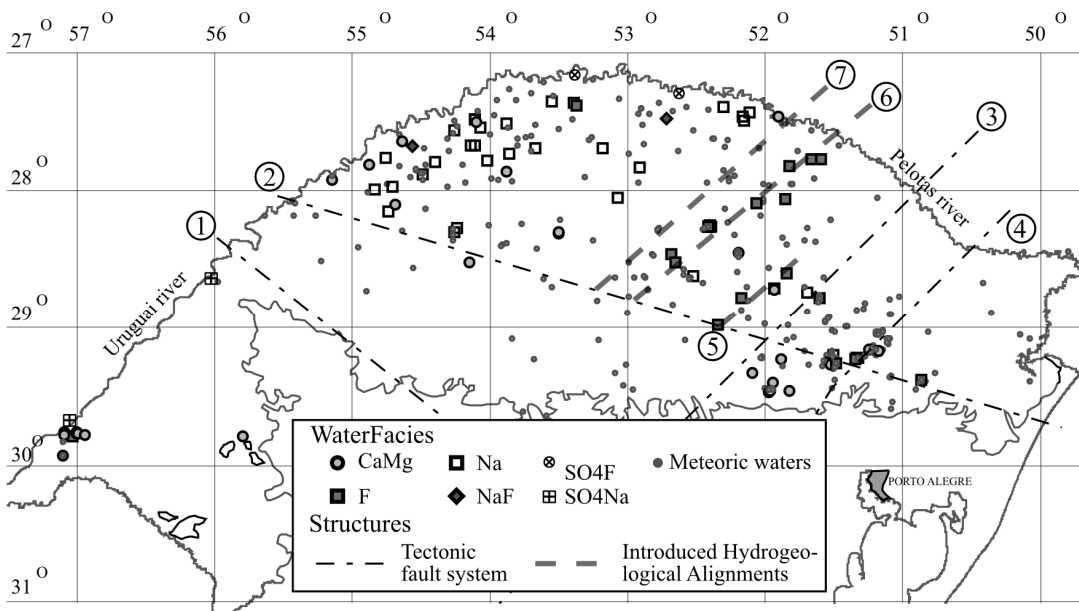 57 56 55 54 53 52 51 50
27
28
29
30
31
1
2
3
4
5
6
7
Uruguai river
Pelotas river
PORTO ALEGRE
WaterFacies
CaMg
Na
SO4F
Meteoric waters
F
NaF
SO4Na
Structures
Tectonic
fault system
Introduced Hydrogeo-
logical Alignments